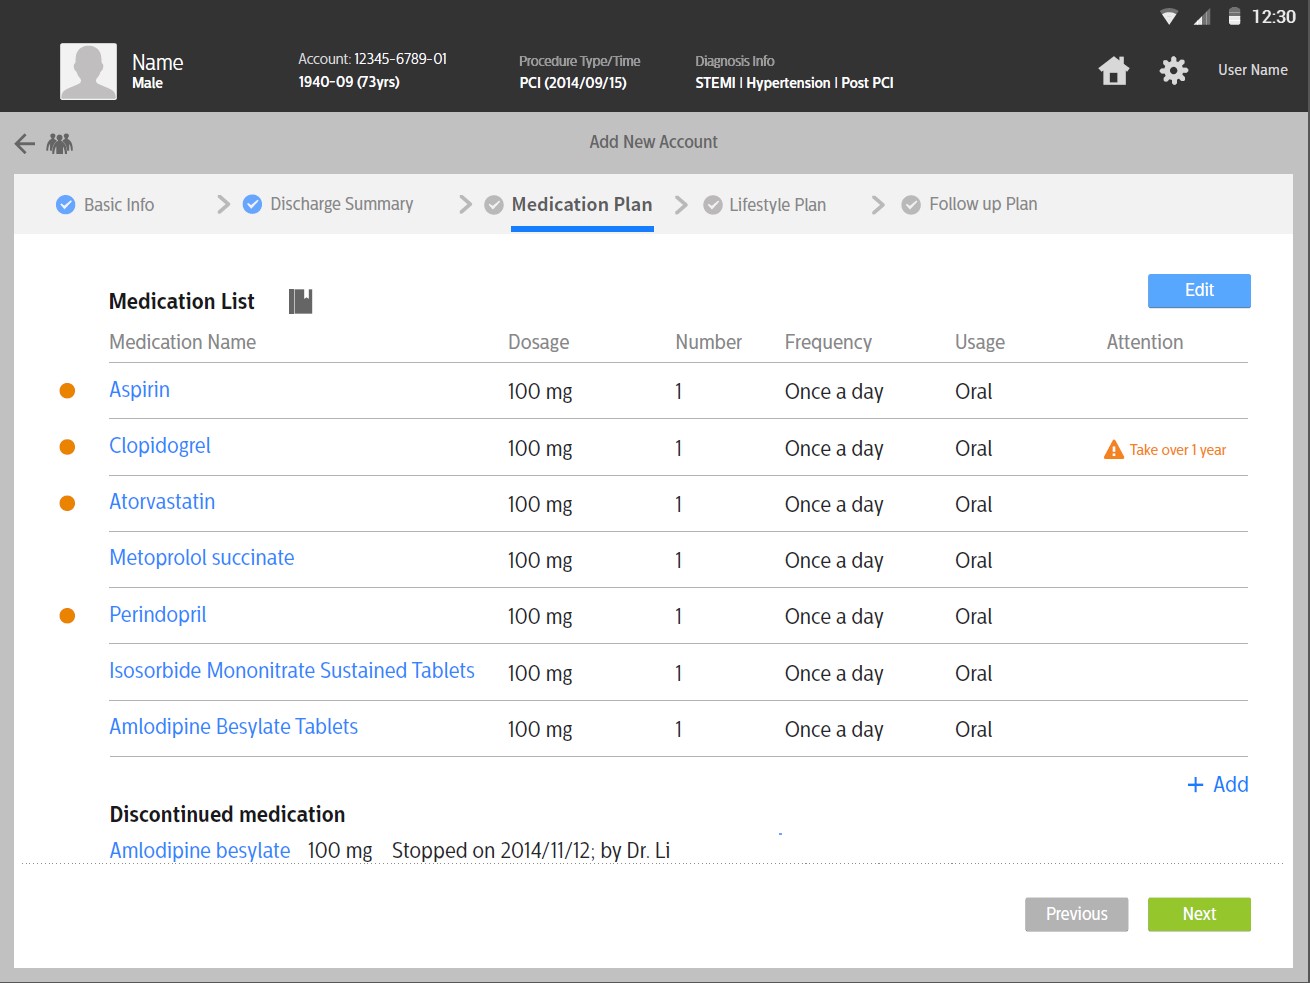 12:30
Name
Male
Account: 12345-6789-01
1940-09 (73yrs)
Procedure Type/Time
PCI (2014/09/15)
Diagnosis Info
STEMI | Hypertension | Post PCI
User Name
Add New Account
Basic Info Discharge Summary Medication Plan Lifestyle Plan Follow up Plan
Medication List
Edit
Medication Name Dosage Number Frequency Usage Attention
Aspirin 100 mg 1 Once a day Oral
Clopidogrel 100 mg 1 Once a day Oral Take over 1 year
Atorvastatin 100 mg 1 Once a day Oral
Metoprolol succinate 100 mg 1 Once a day Oral
Perindopril 100 mg 1 Once a day Oral
Isosorbide Mononitrate Sustained Tablets 100 mg 1 Once a day Oral
Amlodipine Besylate Tablets 100 mg 1 Once a day Oral
+ Add
Discontinued medication
Amlodipine besylate 100 mg Stopped on 2014/11/12; by Dr. Li
Previous Next